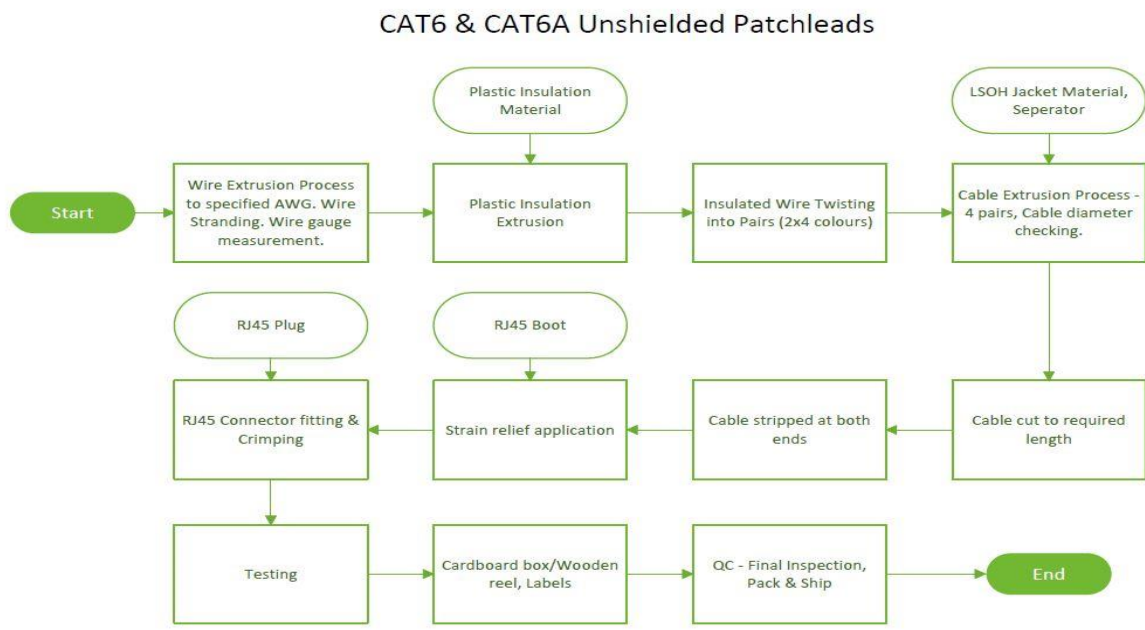 CAT6 & CAT6A Unshielded Patchleads
Plastic Insulation
Material
LSOH Jacket Material,
Seperator
Start
Wire Extrusion Process
to specified AWG. Wire
Stranding. Wire gauge
measurement.
Plastic Insulation
Extrusion
Insulated Wire Twisting
into Pairs (2x4 colours)
Cable Extrusion Process -
4 pairs, Cable diameter
checking.
RJ45 Plug
RJ45 Boot
RJ45 Connector fitting &
Crimping
Strain relief application
Cable stripped at both
ends
Cable cut to required
length
Testing
Cardboard box/Wooden
reel, Labels
QC - Final Inspection,
Pack & Ship
End